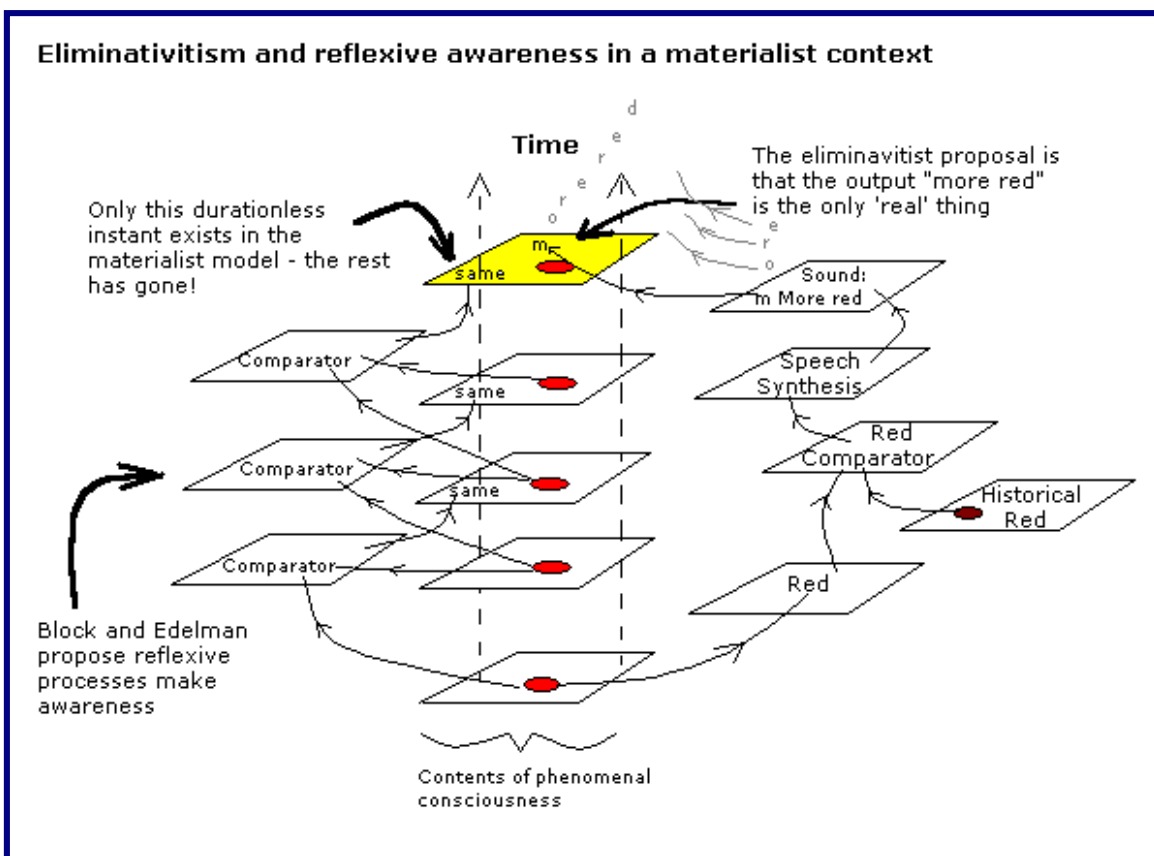 Eliminativitism and reflexive awareness in a materialist context
d
e
r
e
r
o
m
Time
Only this durationless
instant exists in the
materialist model - the rest
has gone!
The eliminavitist proposal is
that the output "more red"
is the only 'real' thing
e
r
o
same
Sound:
m More red
Comparator
same
Speech
Synthesis
Comparator
same
Red
Comparator
Historical
Red
Comparator
Red
Block and Edelman
propose reflexive
processes make
awareness
Contents of phenomenal
consciousness